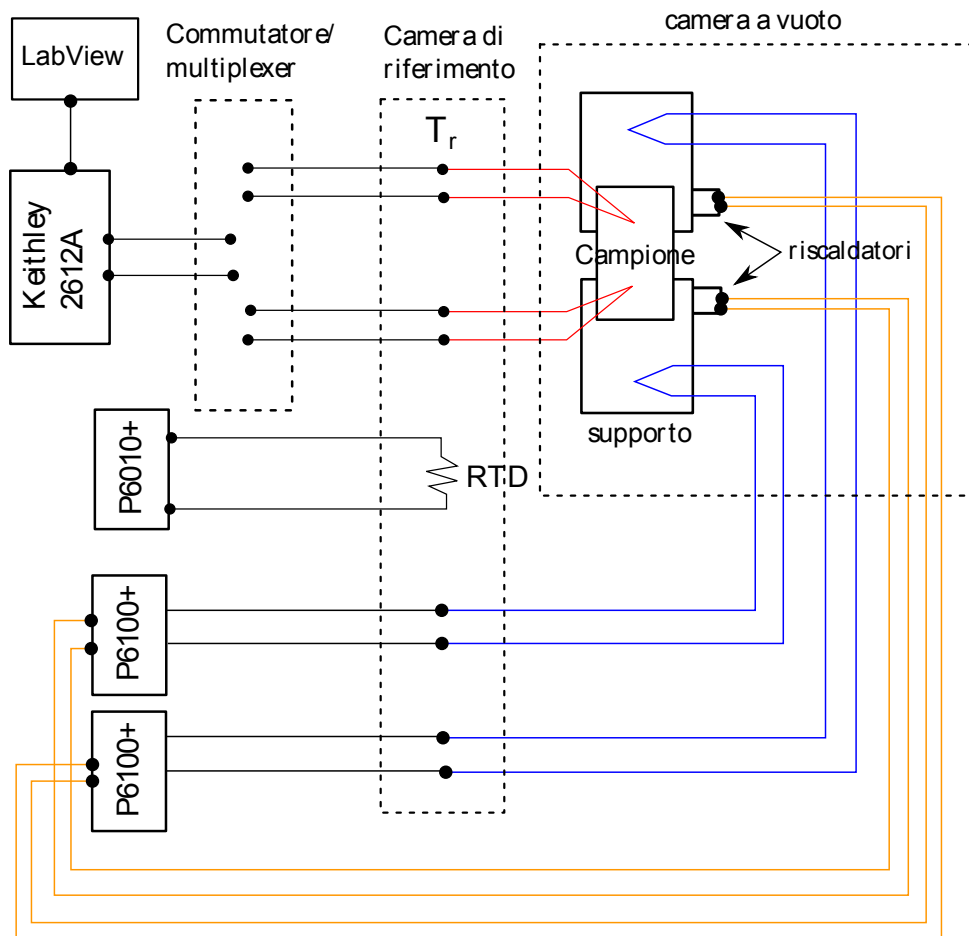 LabView
Commutatore/
multiplexer
Camera di
riferimento
camera a vuoto
Tr
Keithley
2612A
Campione
riscaldatori
supporto
P6010+
RTD
P6100+
P6100+